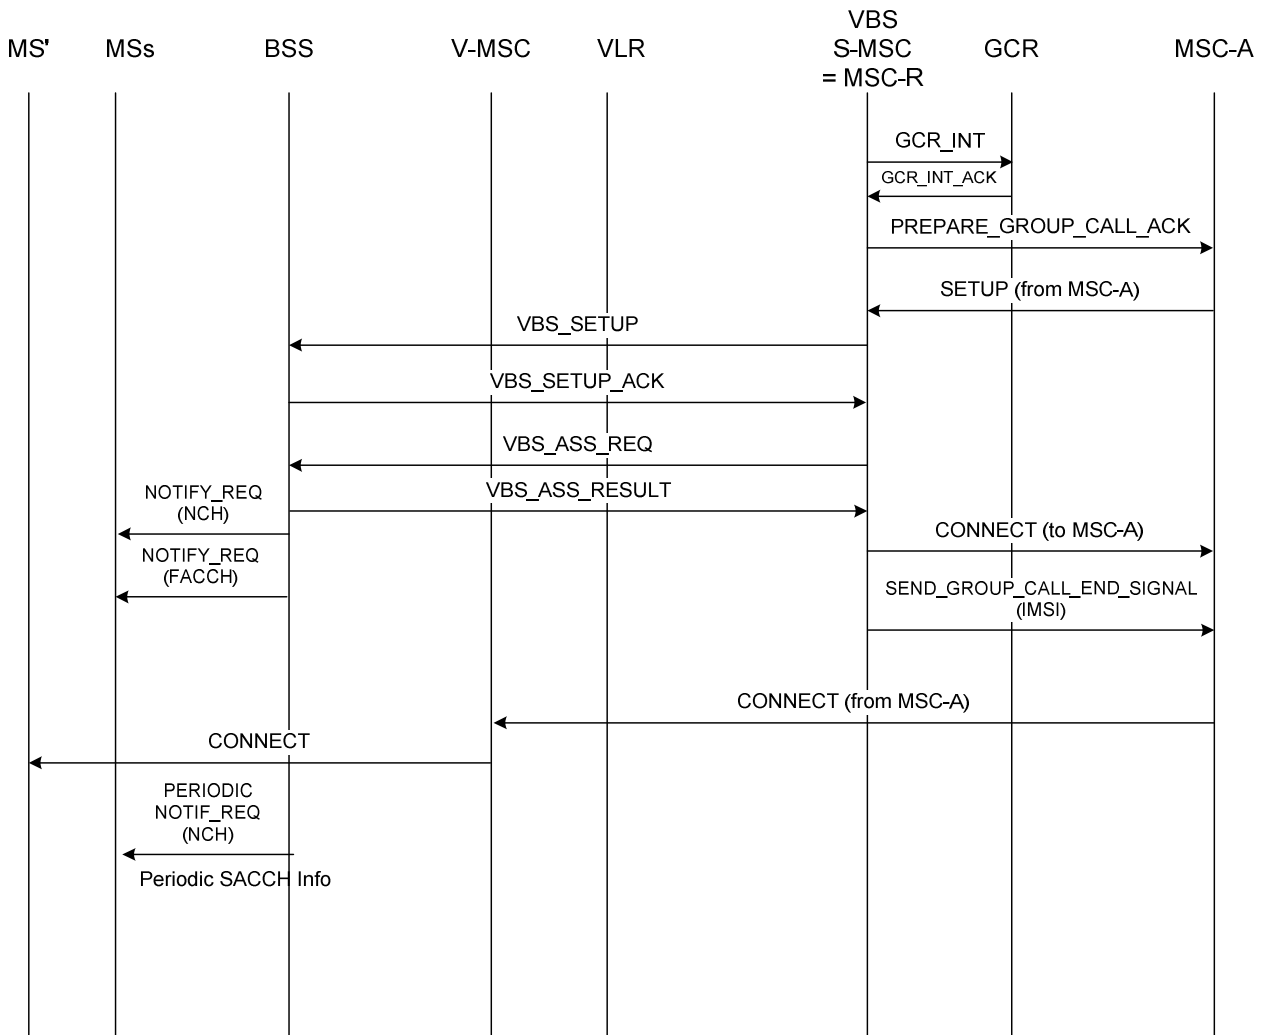 VBS
MS' MSs BSS V-MSC VLR S-MSC GCR MSC-A
= MSC-R
GCR_INT
GCR_INT_ACK
PREPARE_GROUP_CALL_ACK
SETUP (from MSC-A)
VBS_SETUP
VBS_SETUP_ACK
VBS_ASS_REQ
NOTIFY_REQ
(NCH)
VBS_ASS_RESULT
CONNECT (to MSC-A)
NOTIFY_REQ
(FACCH)
SEND_GROUP_CALL_END_SIGNAL
(IMSI)
CONNECT (from MSC-A)
CONNECT
PERIODIC
NOTIF_REQ
(NCH)
Periodic SACCH Info